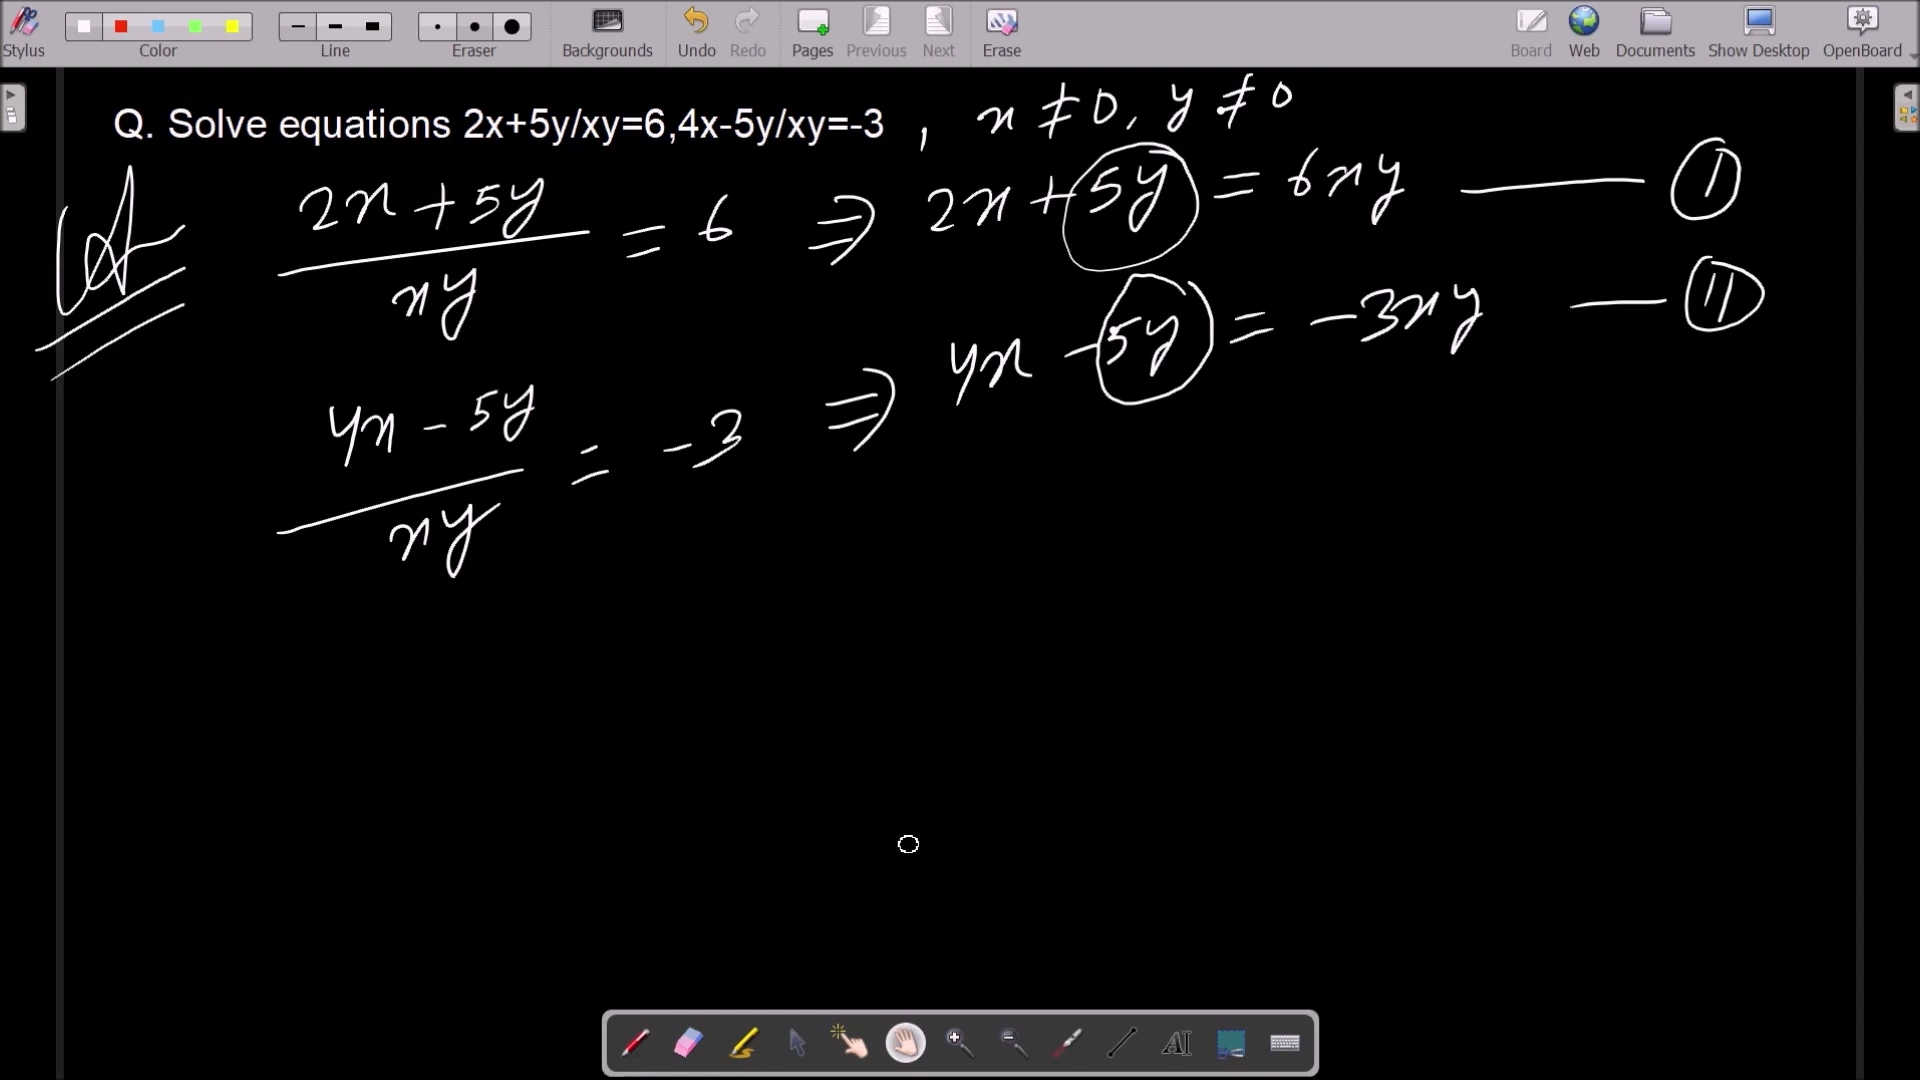 Stylus Color Line Eraser Backgrounds Undo Redo Pages Previous Next Erase Board Web Documents Show Desktop OpenBoard
Q. Solve equations 2x+5y/xy=6,4x-5y/xy=-3 , x ≠ 0, y ≠ 0
2x + 5y / xy = 6 ⇒ 2x + 5y = 6xy —— I
4x - 5y / xy = -3 ⇒ 4x - 5y = -3xy —— II
AI